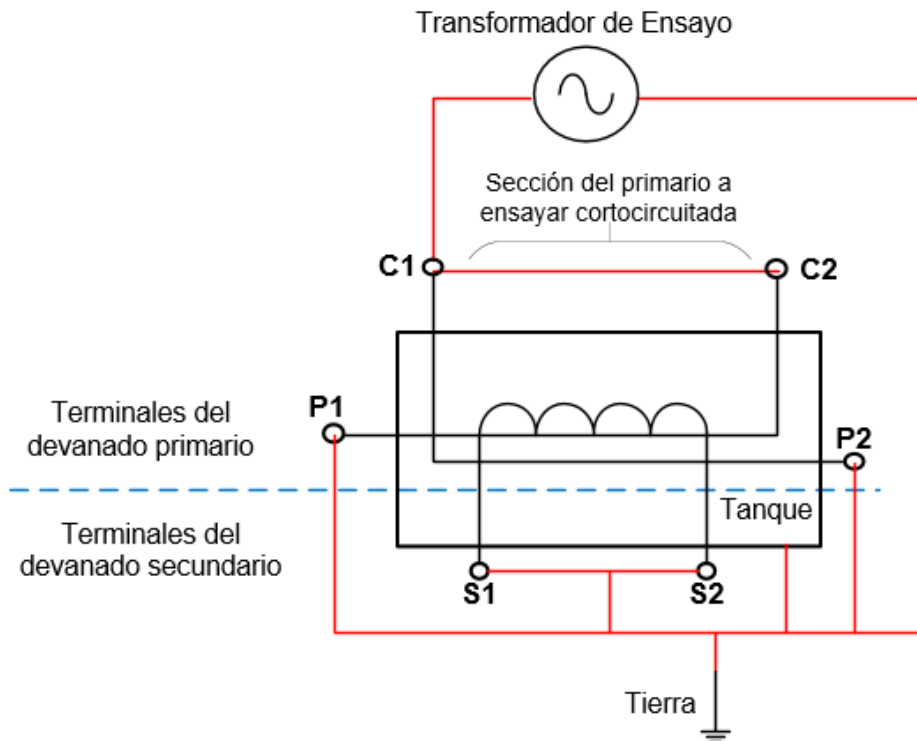 Transformador de Ensayo
Sección del primario a
ensayar cortocircuitada
C1
C2
Terminales del
devanado primario
P1
P2
Terminales del
devanado secundario
Tanque
S1
S2
Tierra